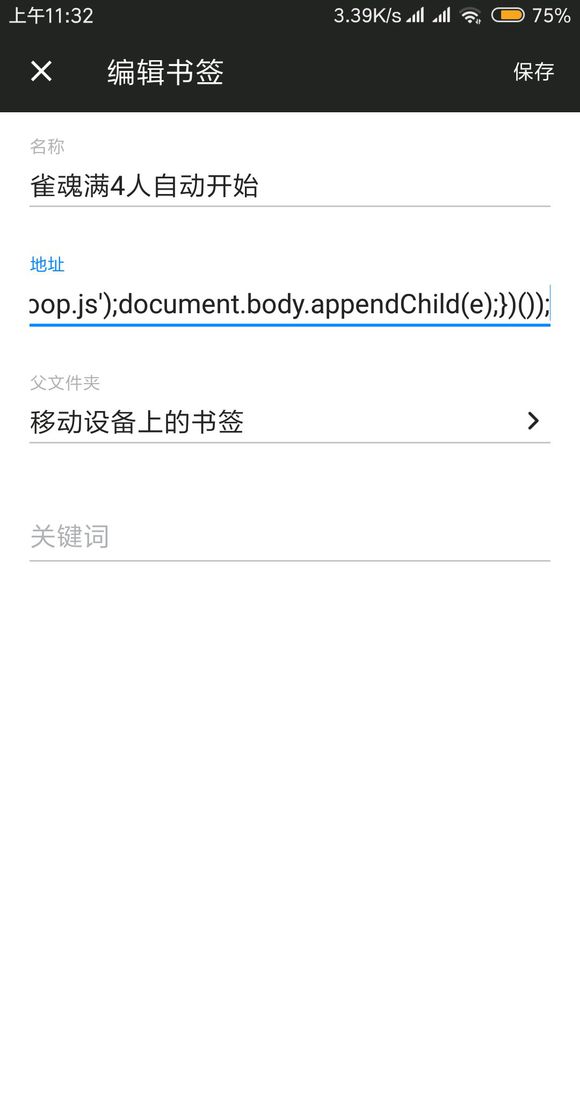 上午11:32 3.39K/s 75%
编辑书签 保存
名称
雀魂满4人自动开始
地址
oop.js');document.body.appendChild(e);})());
父文件夹
移动设备上的书签
关键词